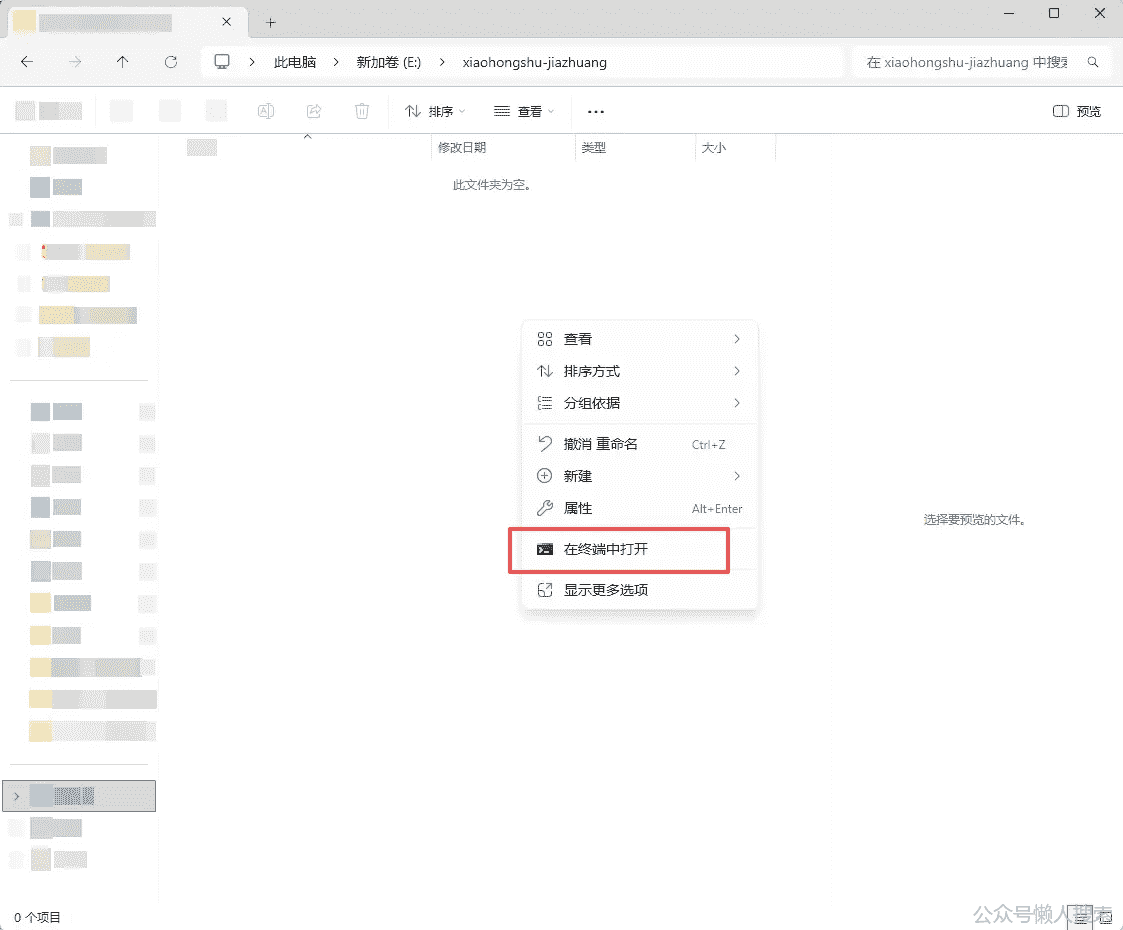 此电脑 新加卷 (E:) xiaohongshu-jiazhuang
在 xiaohongshu-jiazhuang 中搜索
排序 查看 预览
修改日期 类型 大小
此文件夹为空。
查看
排序方式
分组依据
撤消 重命名 Ctrl+Z
新建
属性 Alt+Enter
在终端中打开
显示更多选项
选择要预览的文件。
0 个项目
公众号懒人搜索